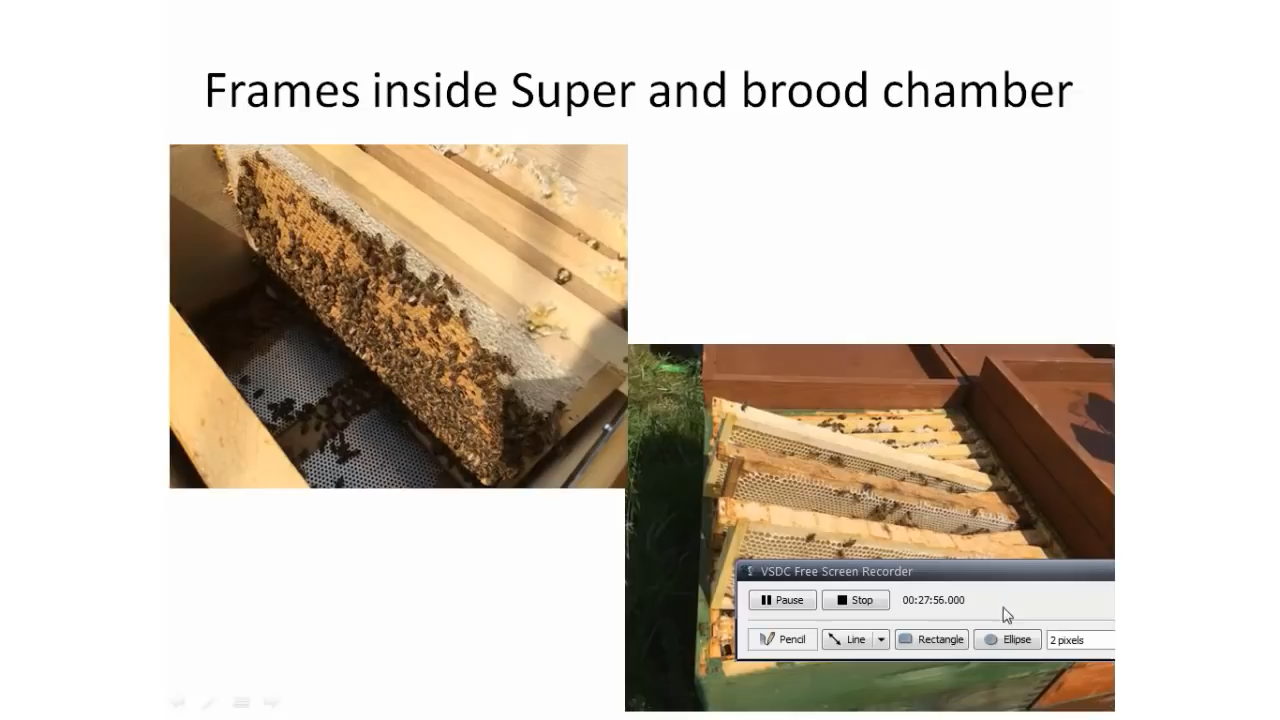 Frames inside Super and brood chamber
VSDC Free Screen Recorder
Pause Stop 00:27:56.000
Pencil Line Rectangle Ellipse 2 pixels